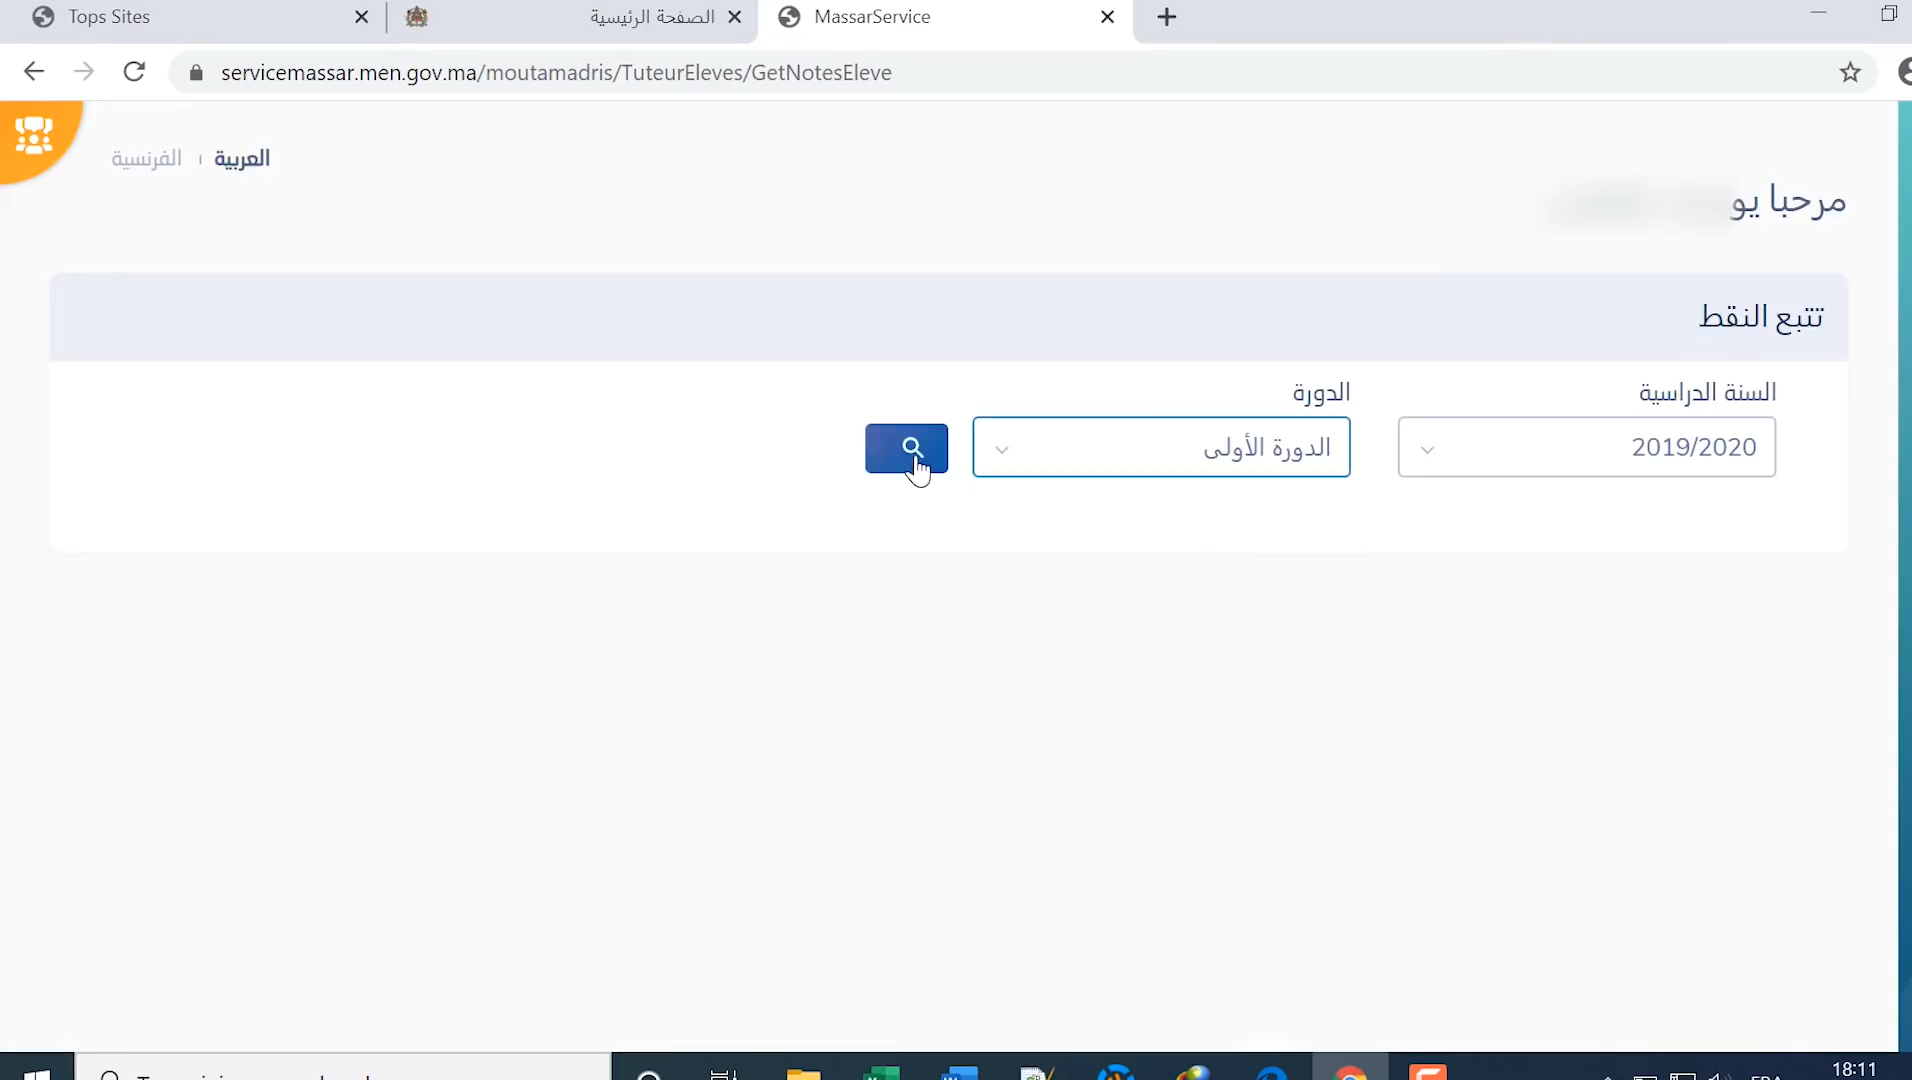 Tops Sites
الصفحة الرئيسية
MassarService
servicemassar.men.gov.ma/moutamadris/TuteurEleves/GetNotesEleve
العربية ı الفرنسية
مرحبا يو
تتبع النقط
السنة الدراسية
الدورة
2019/2020
الدورة الأولى
18:11